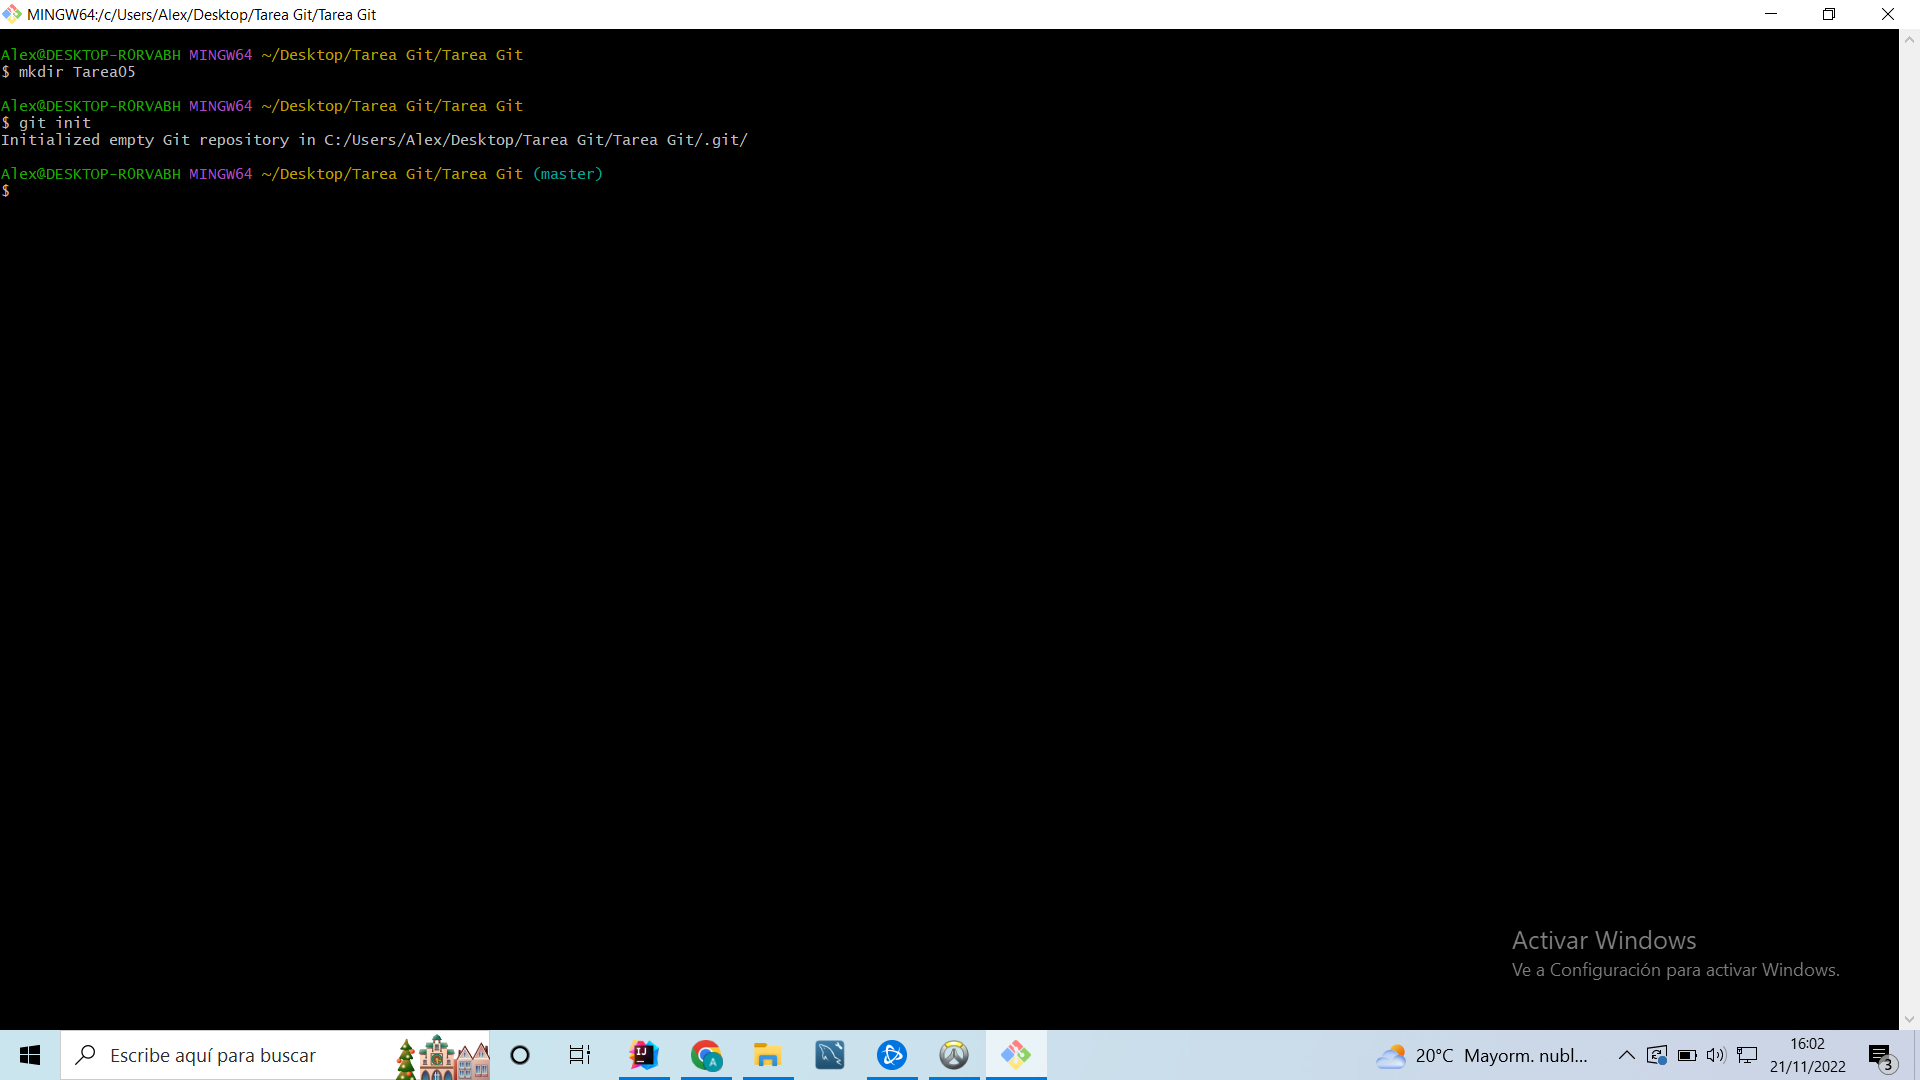 MINGW64:/c/Users/Alex/Desktop/Tarea Git/Tarea Git
Alex@DESKTOP-RORVABH MINGW64 ~/Desktop/Tarea Git/Tarea Git
$ mkdir Tarea05
Alex@DESKTOP-RORVABH MINGW64 ~/Desktop/Tarea Git/Tarea Git
$ git init
Initialized empty Git repository in C:/Users/Alex/Desktop/Tarea Git/Tarea Git/.git/
Alex@DESKTOP-RORVABH MINGW64 ~/Desktop/Tarea Git/Tarea Git (master)
$
Activar Windows
Ve a Configuración para activar Windows.
Escribe aquí para buscar
IJ
A
20°C Mayorm. nubl...
16:02
21/11/2022
3